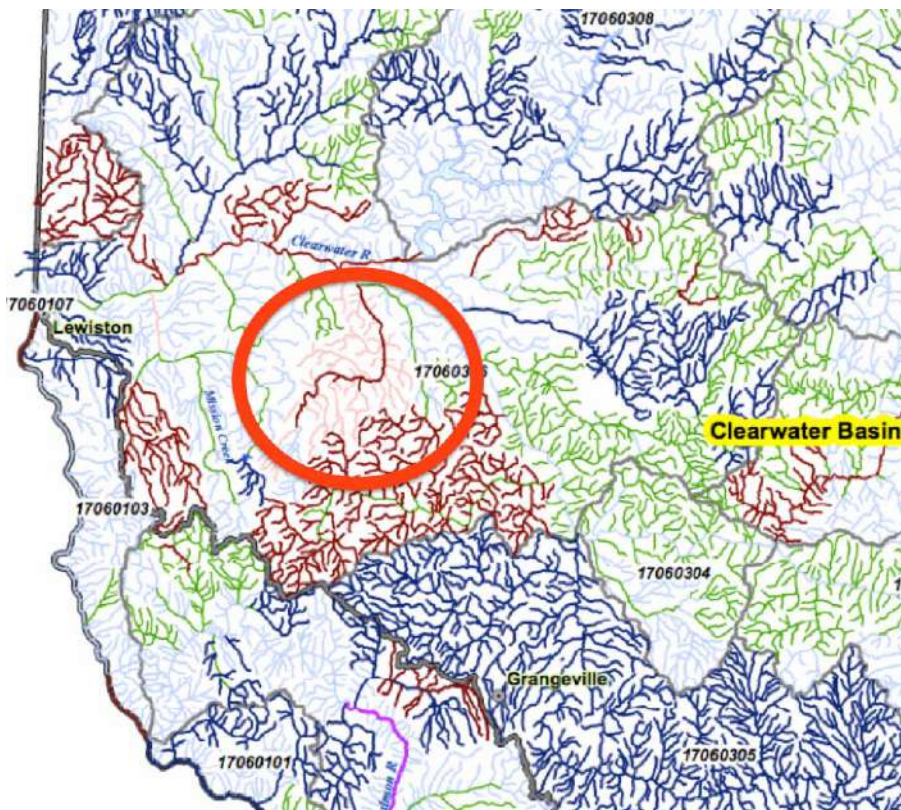 17060308
Clearwater R
17060107
Lewiston
Mission Creek
Clearwater Basin
17060103
17060304
Grangeville
17060305
17060101